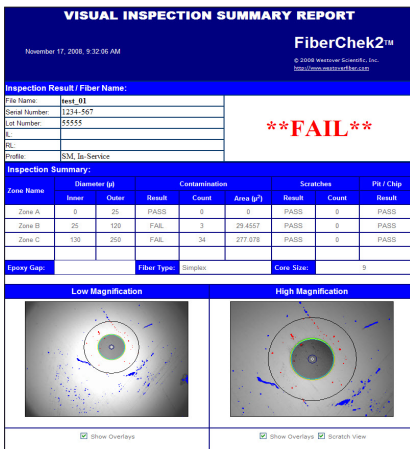 VISUAL INSPECTION SUMMARY REPORT
November 17, 2008, 9:32:06 AM
FiberChek2™
© 2008 Westover Scientific, Inc.
http://www.westoverfiber.com
Inspection Result / Fiber Name:
File Name: test_01
Serial Number: 1234-567
Lot Number: 55555
IL:
RL:
Profile: SM, In-Service
**FAIL**
Inspection Summary:
Zone Name Diameter (µ) Contamination Scratches Pit / Chip
Inner Outer Result Count Area (µ²) Result Count Result
Zone A 0 25 PASS 0 0 PASS 0 PASS
Zone B 25 120 FAIL 3 29.4557 PASS 0 PASS
Zone C 130 250 FAIL 34 277.078 PASS 0 PASS
Epoxy Gap: Fiber Type: Simplex Core Size: 9
Low Magnification High Magnification
Show Overlays Show Overlays Scratch View